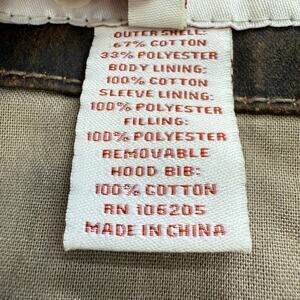 OUTER SHELL:
67% COTTON
33% POLYESTER
BODY LINING:
100% COTTON
SLEEVE LINING:
100% POLYESTER
FILLING:
100% POLYESTER
REMOVABLE
HOOD BIB:
100% COTTON
RN 106205
MADE IN CHINA